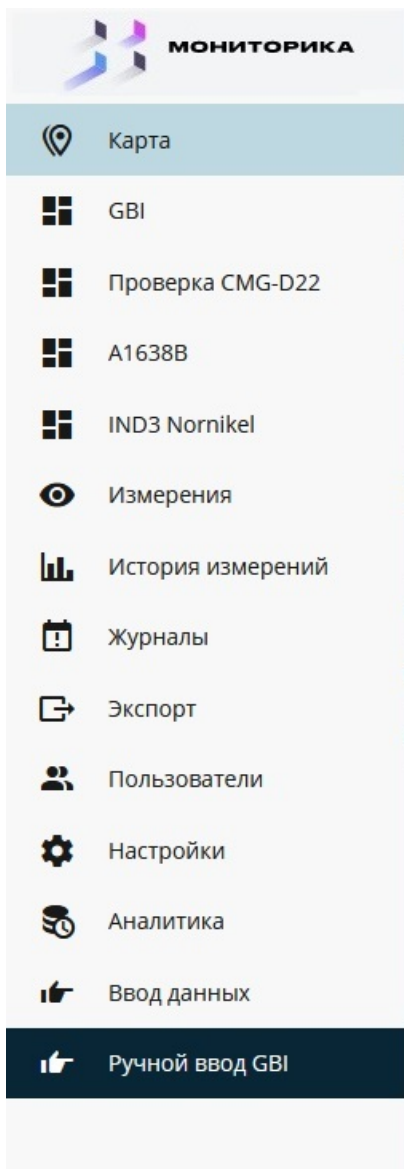 МОНИТОРИКА
Карта
GBI
Проверка CMG-D22
A1638B
IND3 Nornikel
Измерения
История измерений
Журналы
Экспорт
Пользователи
Настройки
Аналитика
Ввод данных
Ручной ввод GBI